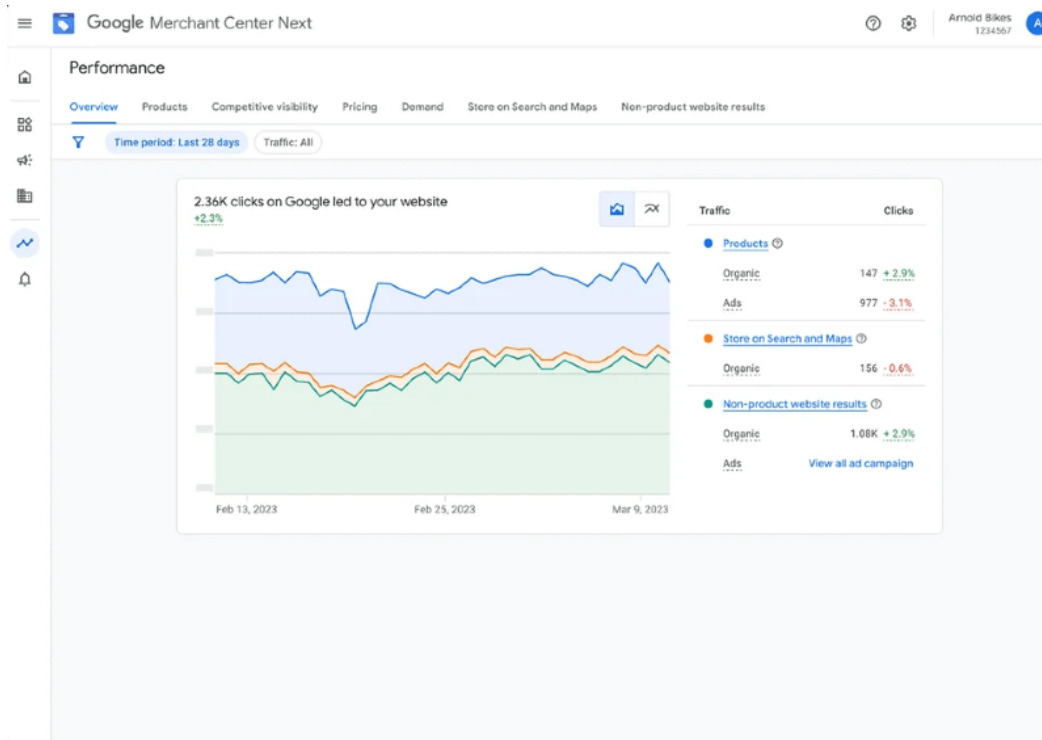 Google Merchant Center Next
Arnold Bikes
1234567
A
Performance
Overview Products Competitive visibility Pricing Demand Store on Search and Maps Non-product website results
Time period: Last 28 days Traffic: All
2.36K clicks on Google led to your website
+2.3%
Traffic Clicks
Products
Organic 147 + 2.9%
Ads 977 - 3.1%
Store on Search and Maps
Organic 156 - 0.6%
Non-product website results
Organic 1.08K + 2.9%
Ads View all ad campaign
Feb 13, 2023 Feb 25, 2023 Mar 9, 2023